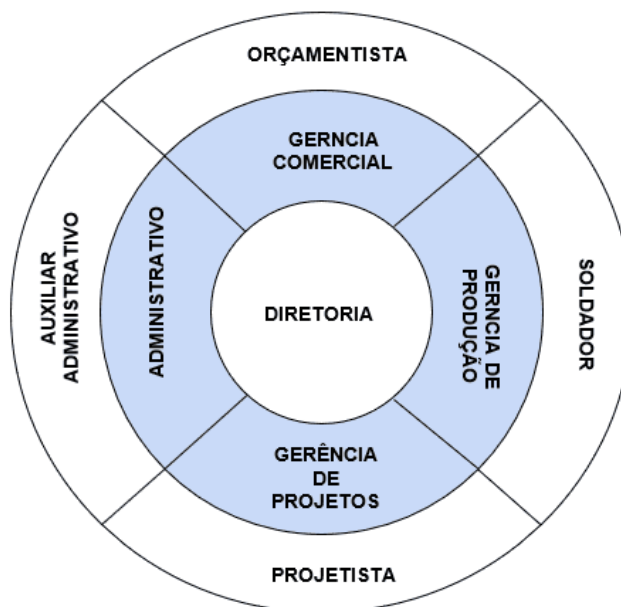 ORÇAMENTISTA
GERNCIA
COMERCIAL
AUXILIAR
ADMINISTRATIVO
ADMINISTRATIVO
DIRETORIA
GERNCIA DE
PRODUÇÃO
SOLDADOR
GERÊNCIA
DE
PROJETOS
PROJETISTA